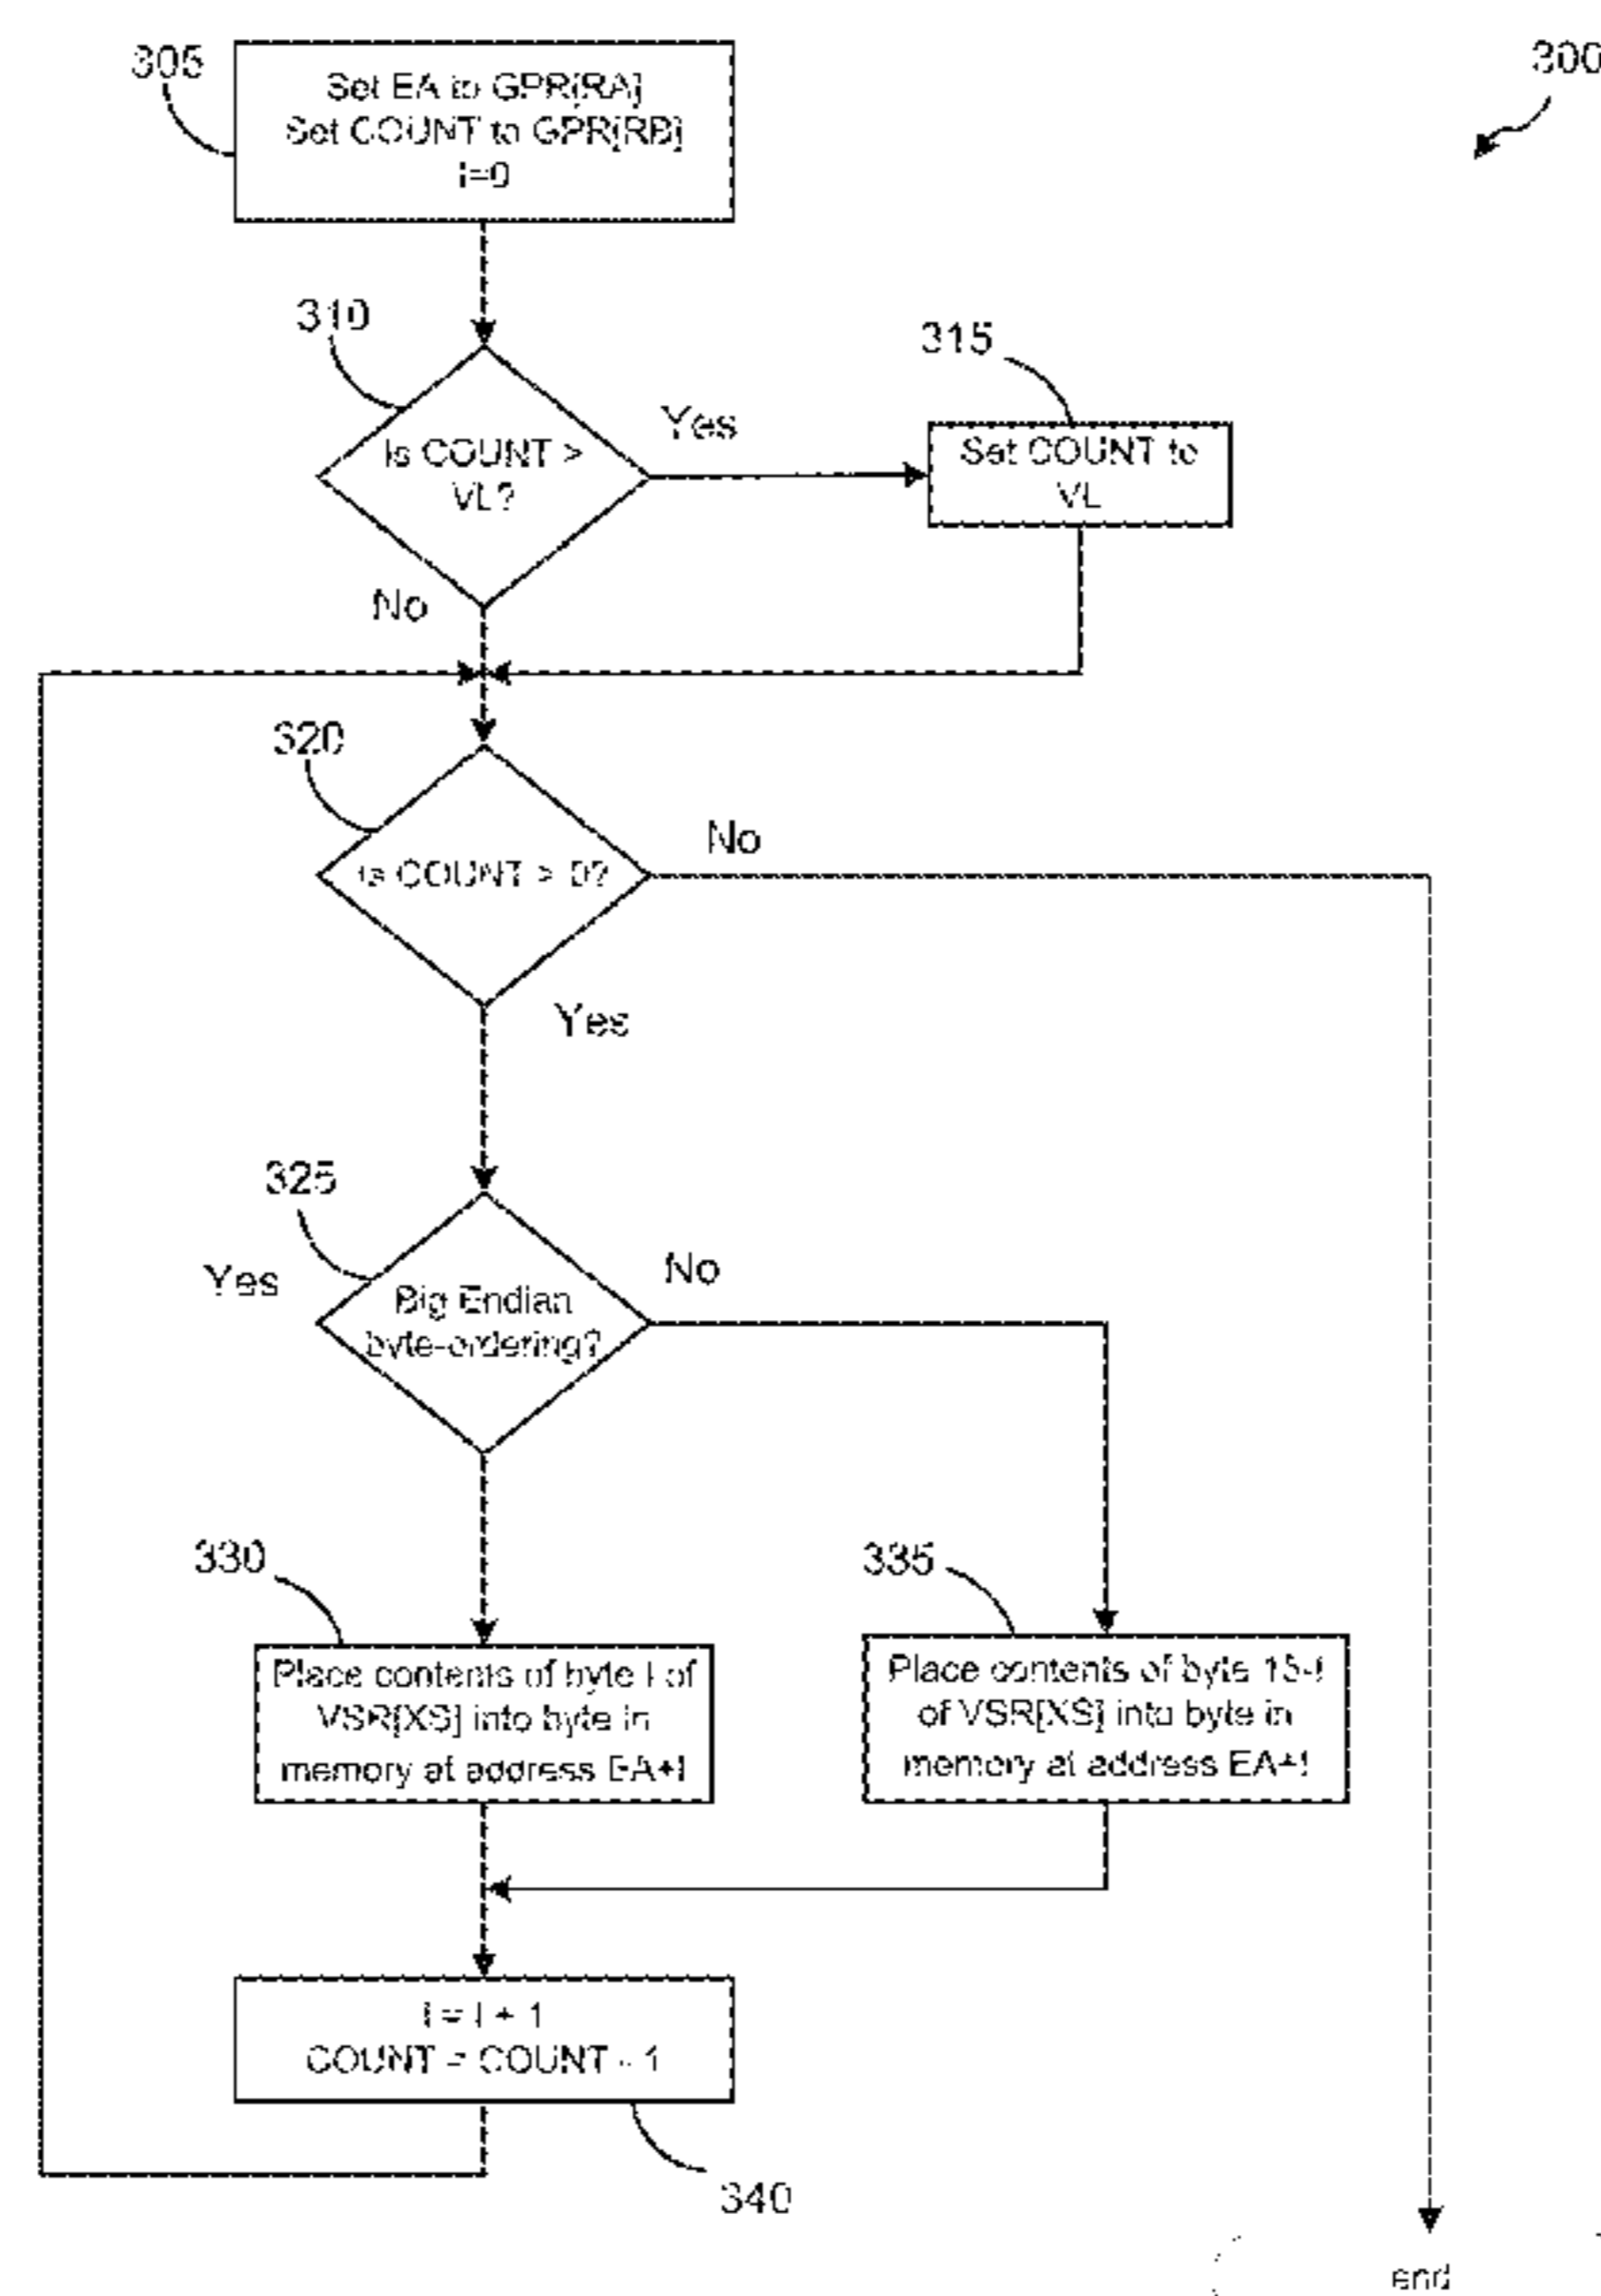 305
300
Set EA to GPR[RA]
Set COUNT to GPR[RB]
I=0
310
315
Is COUNT >
VL?
Yes
Set COUNT to
VL
No
320
Is COUNT > 0?
No
Yes
325
Yes
No
Big Endian
byte-ordering?
330
335
Place contents of byte I of
VSR[XS] into byte in
memory at address EA+I
Place contents of byte 15-I
of VSR[XS] into byte in
memory at address EA+I
I = I + 1
COUNT = COUNT - 1
340
end